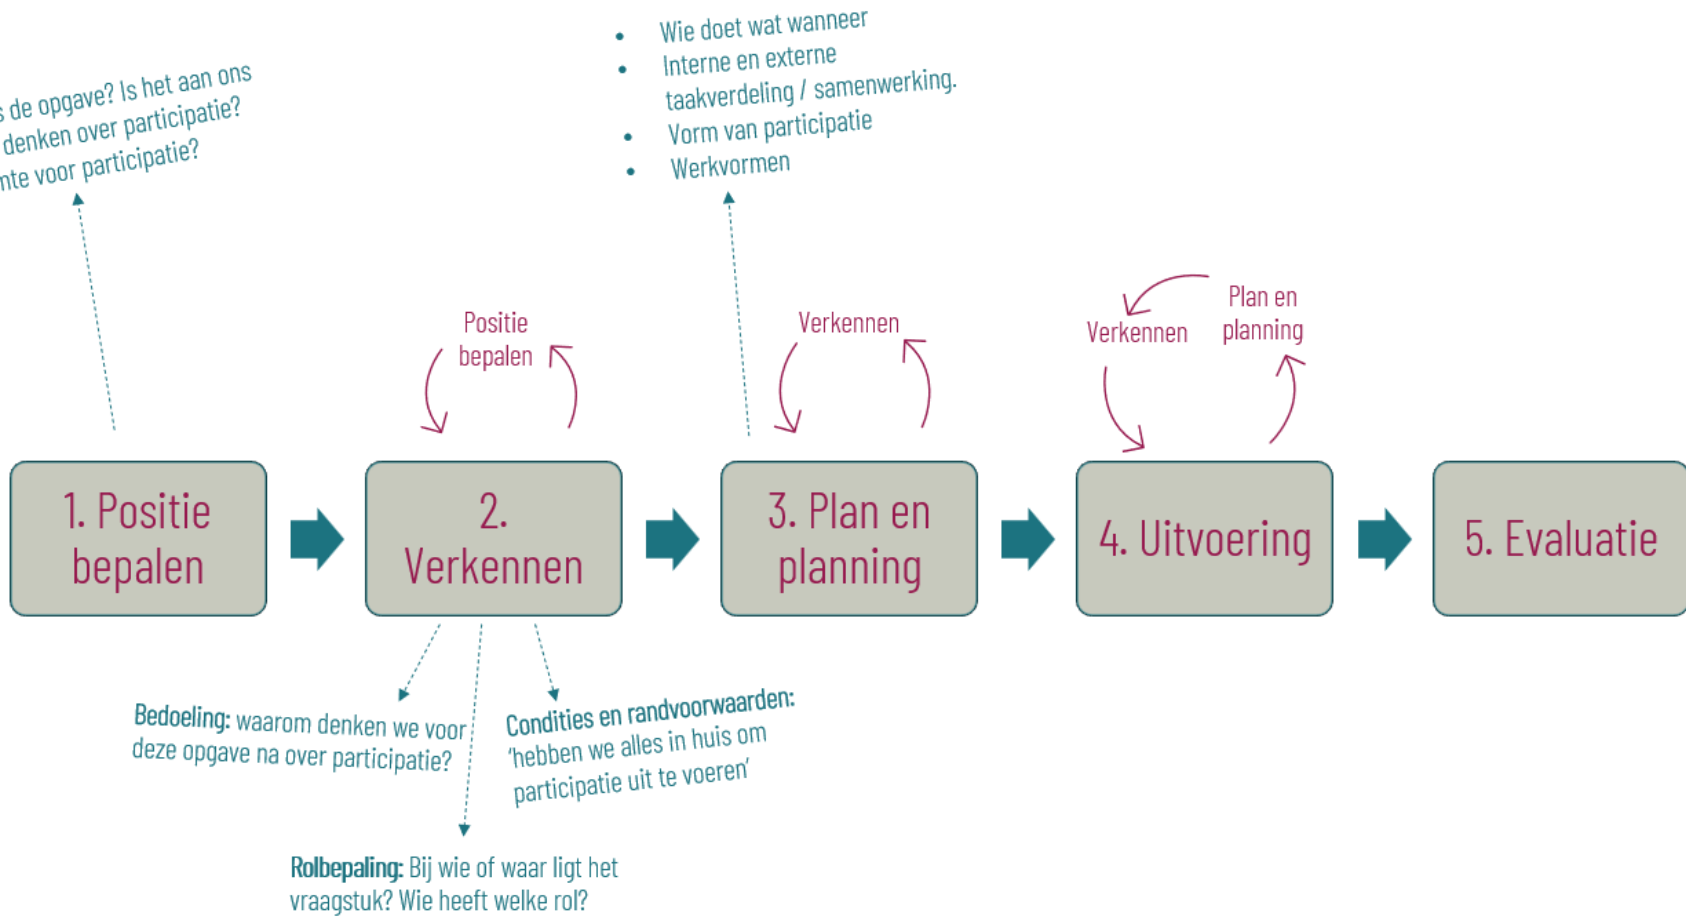 de opgave? Is het aan ons
denken over participatie?
voor participatie?
• Wie doet wat wanneer
• Interne en externe
taakverdeling / samenwerking.
• Vorm van participatie
• Werkvormen
Positie
bepalen
Verkennen
Verkennen
Plan en
planning
1. Positie
bepalen
2.
Verkennen
3. Plan en
planning
4. Uitvoering
5. Evaluatie
Bedoeling: waarom denken we voor
deze opgave na over participatie?
Condities en randvoorwaarden:
'hebben we alles in huis om
participatie uit te voeren'
Rolbepaling: Bij wie of waar ligt het
vraagstuk? Wie heeft welke rol?